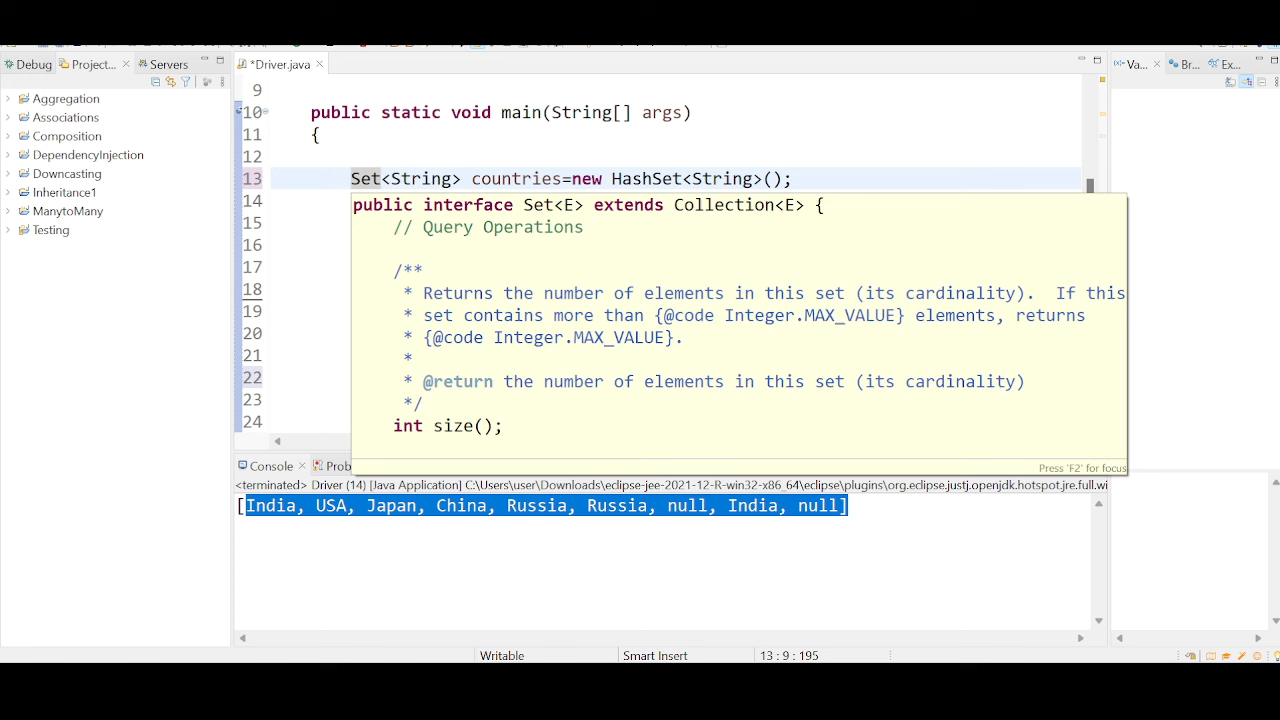 Debug Project... Servers
*Driver.java
Va... Br... Ex...
Aggregation
Associations
Composition
DependencyInjection
Downcasting
Inheritance1
ManytoMany
Testing
9
10 public static void main(String[] args)
11 {
12
13 Set<String> countries=new HashSet<String>();
14
15
16
17
18
19
20
21
22
23
24
public interface Set<E> extends Collection<E> {
// Query Operations
/**
* Returns the number of elements in this set (its cardinality).  If this
* set contains more than {@code Integer.MAX_VALUE} elements, returns
* {@code Integer.MAX_VALUE}.
*
* @return the number of elements in this set (its cardinality)
*/
int size();
Press 'F2' for focus
Console Prob
<terminated> Driver (14) [Java Application] C:\Users\user\Downloads\eclipse-jee-2021-12-R-win32-x86_64\eclipse\plugins\org.eclipse.justj.openjdk.hotspot.jre.full.wi
[India, USA, Japan, China, Russia, Russia, null, India, null]
Writable Smart Insert 13 : 9 : 195